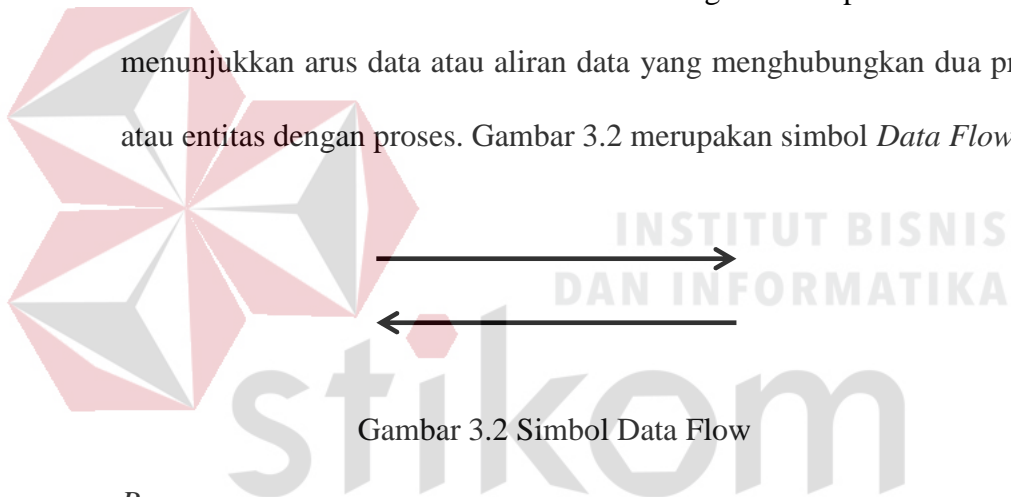 menunjukkan arus data atau aliran data yang menghubungkan dua
atau entitas dengan proses. Gambar 3.2 merupakan simbol Data Flow
INSTITUT BISNIS
DAN INFORMATIKA
stikom
Gambar 3.2 Simbol Data Flow